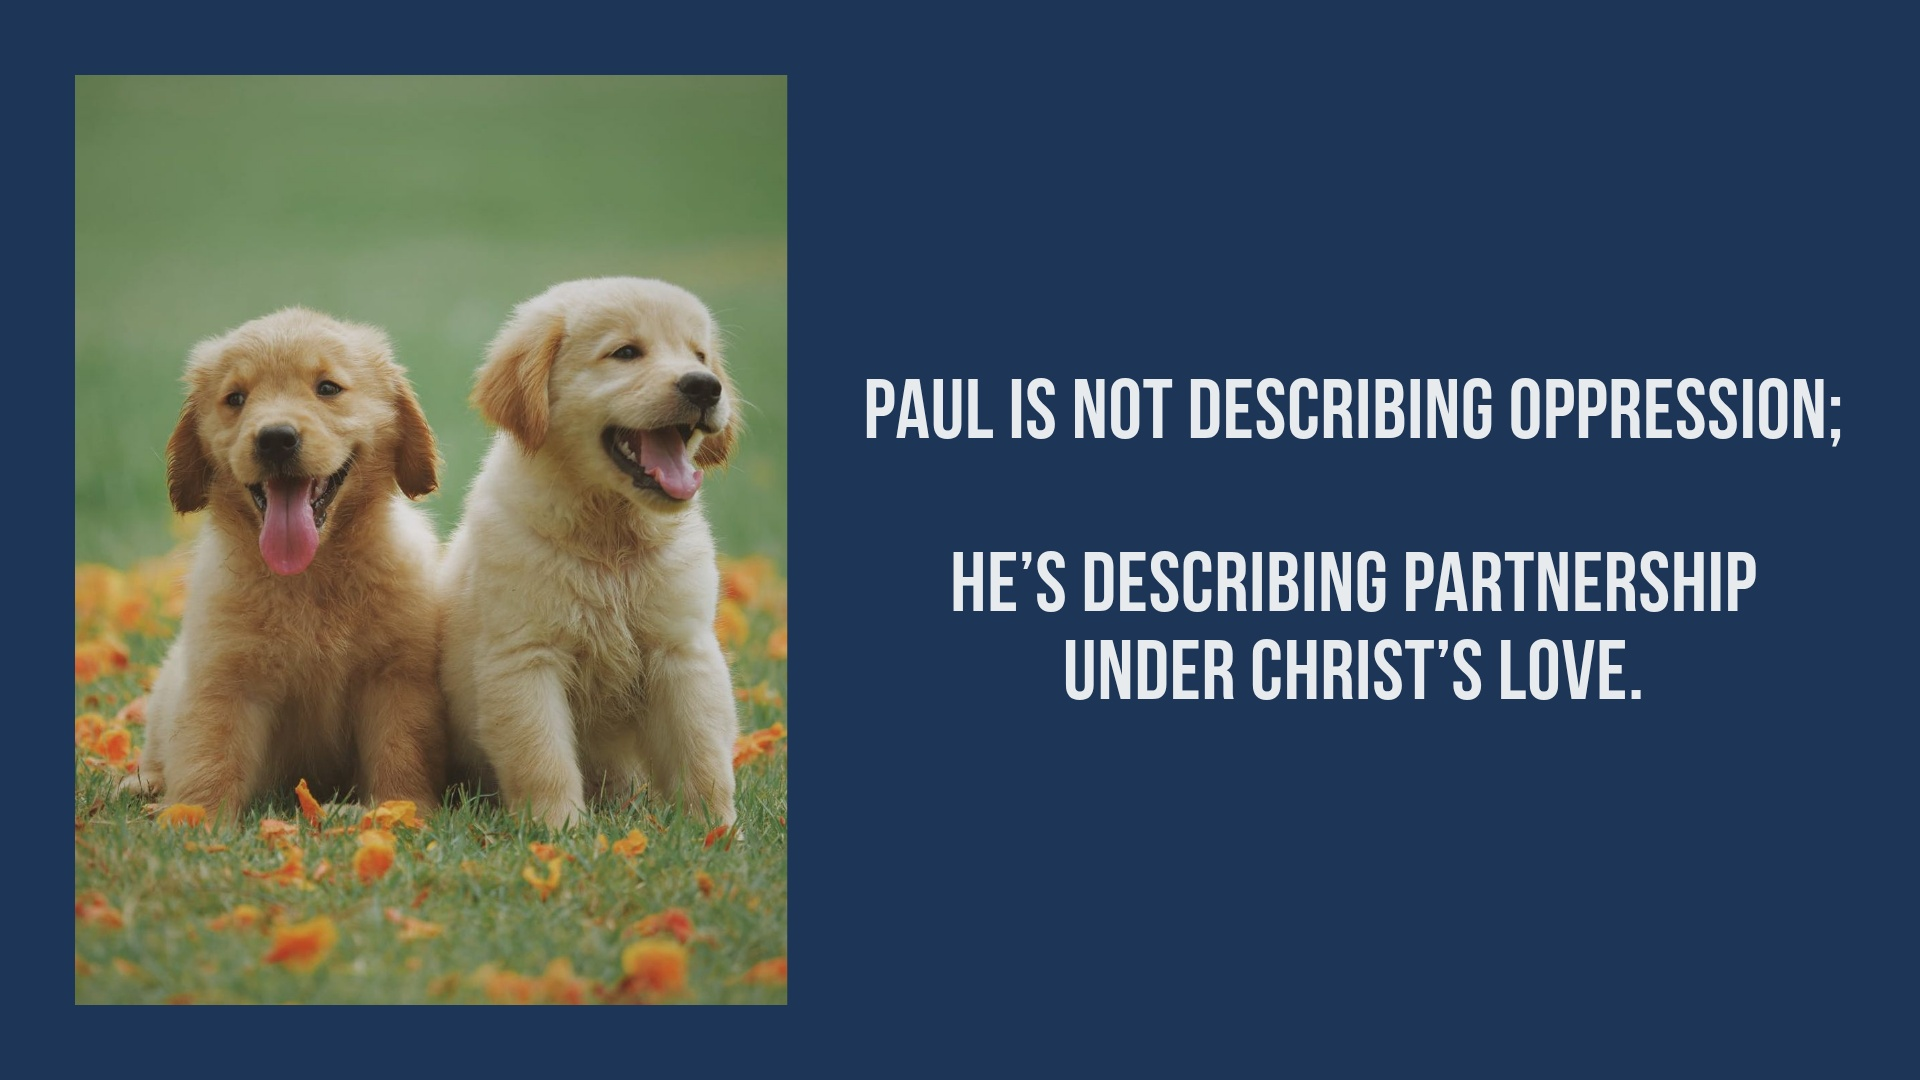 PAUL IS NOT DESCRIBING OPPRESSION;
HE’S DESCRIBING PARTNERSHIP
UNDER CHRIST’S LOVE.